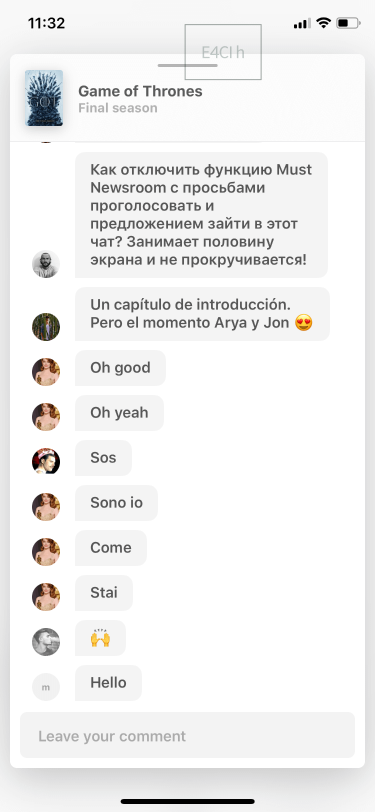 11:32
E4CIh
Game of Thrones
Final season
Как отключить функцию Must
Newsroom с просьбами
проголосовать и
предложением зайти в этот
чат? Занимает половину
экрана и не прокручивается!
Un capítulo de introducción.
Pero el momento Arya y Jon 😍
Oh good
Oh yeah
Sos
Sono io
Come
Stai
🙌
m
Hello
Leave your comment